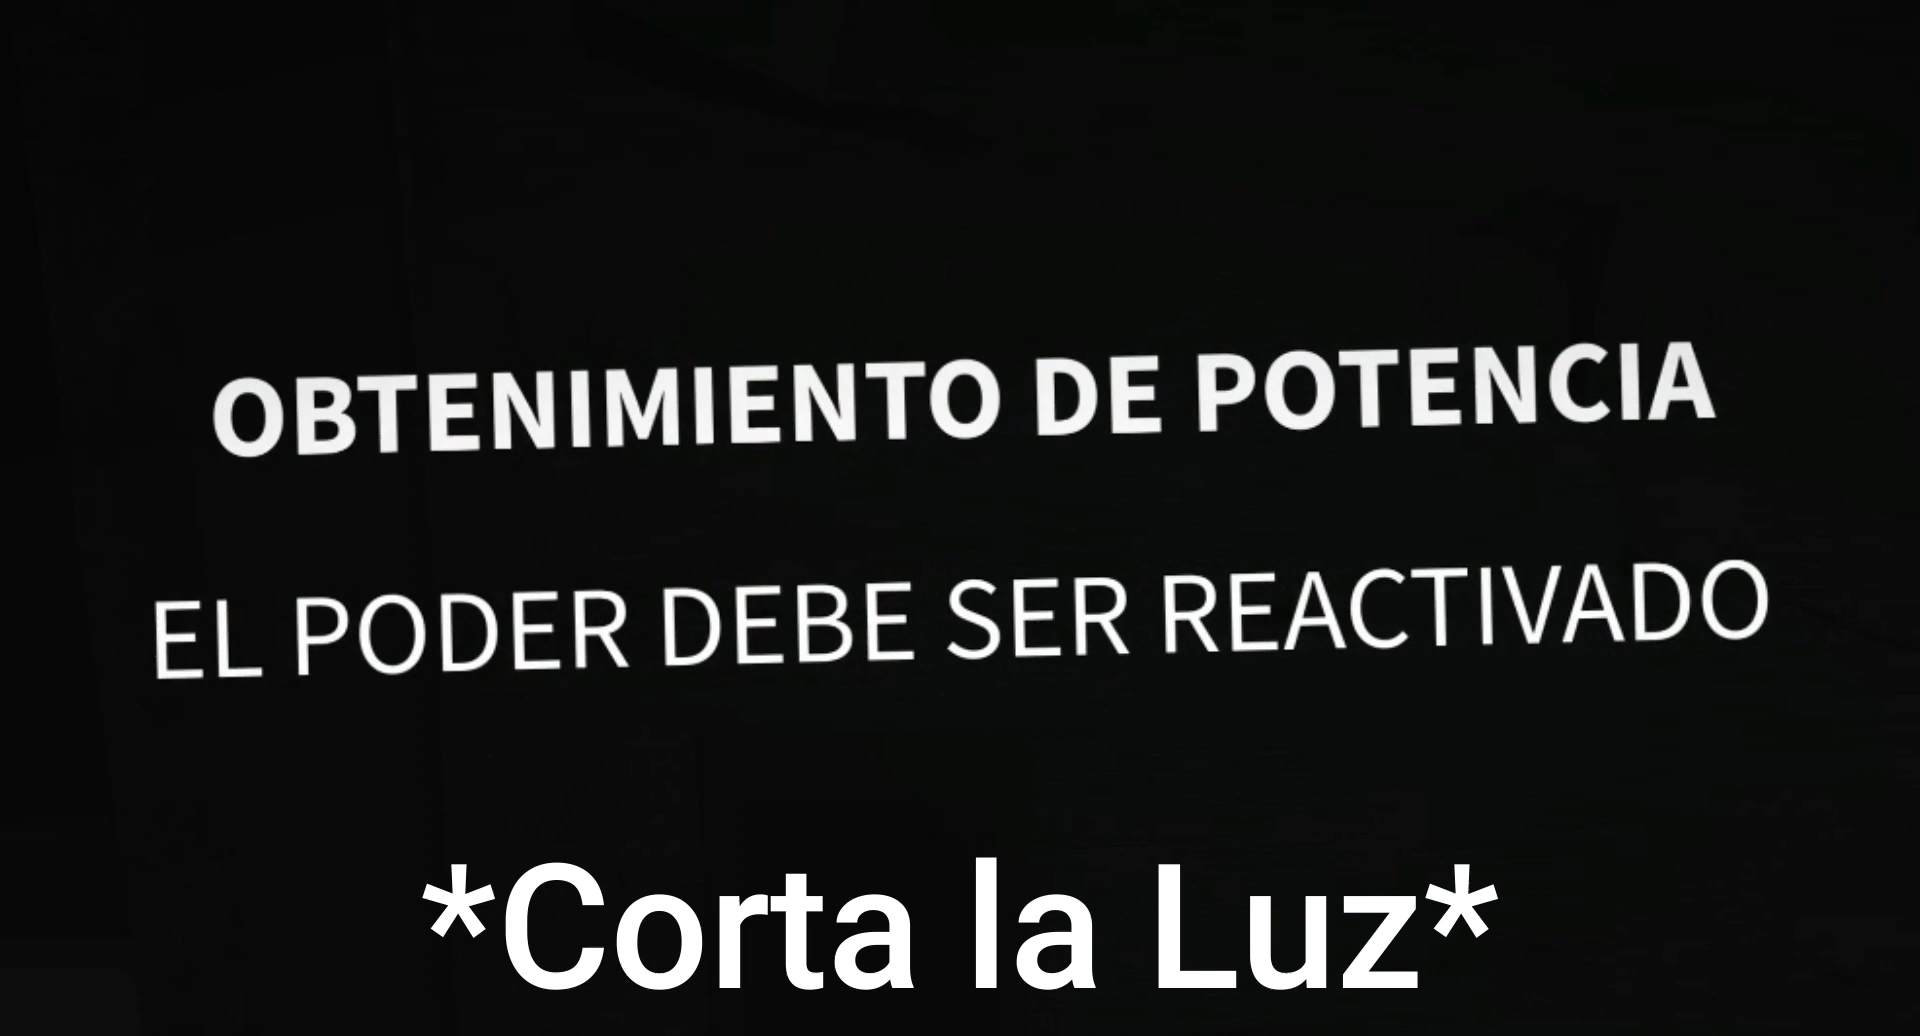 OBTENIMIENTO DE POTENCIA
EL PODER DEBE SER REACTIVADO
*Corta la Luz*